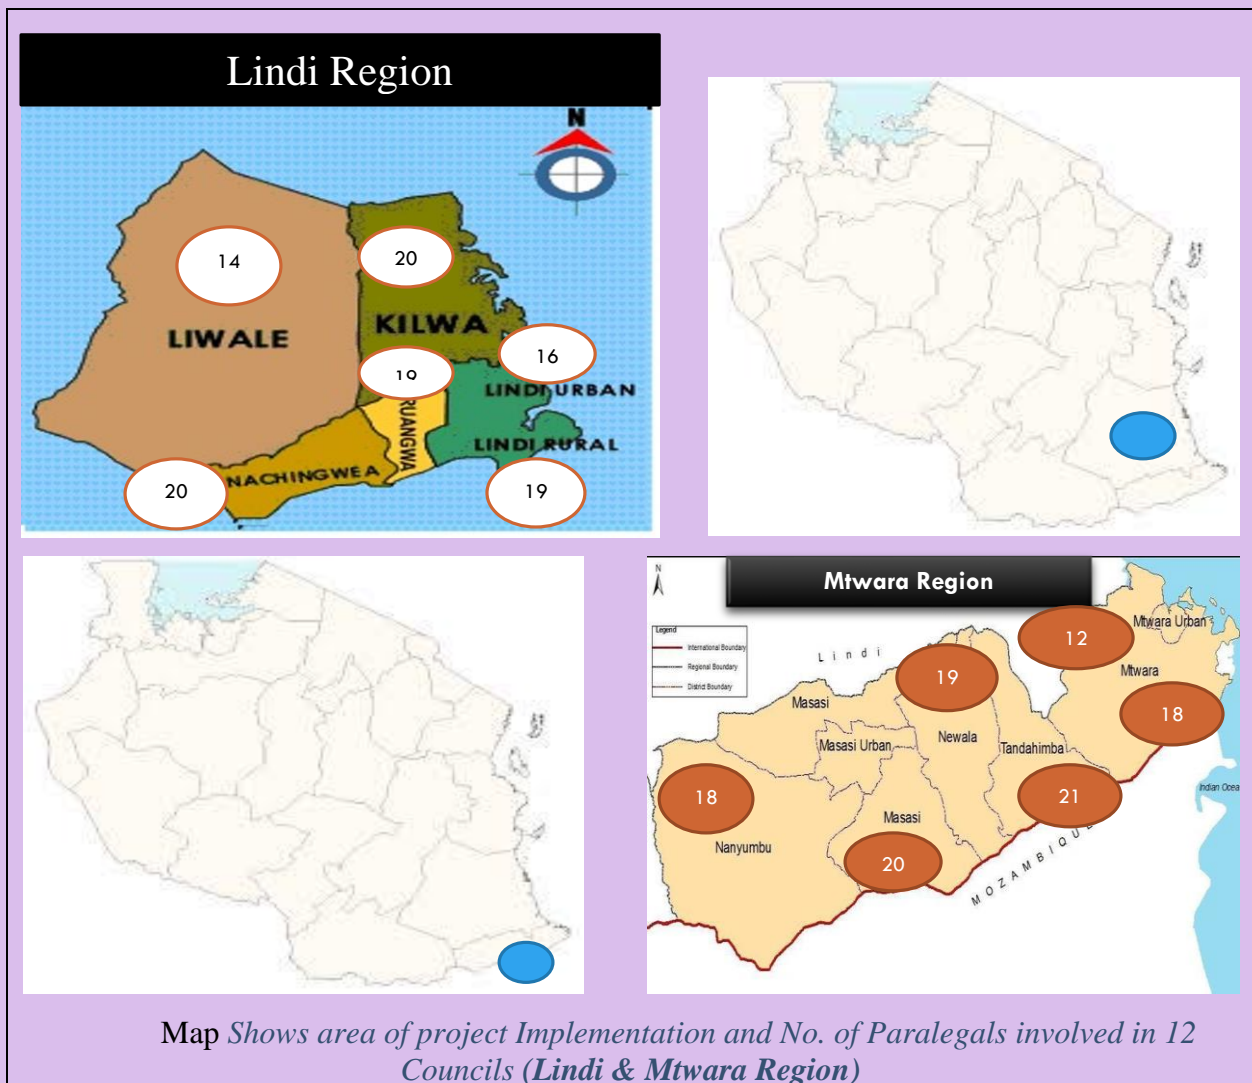 Lindi Region
N
14
20
LIWALE
KILWA
16
19
LINDI URBAN
RUANGWA
LINDI RURAL
NACHINGWEA
20
19
N
Mtwara Region
Legend
International Boundary
Regional Boundary
District Boundary
Lindi
12
Mtwara Urban
Mtwara
19
18
Masasi
Masasi Urban
Newala
Tandahimba
18
21
Indian Ocea
Masasi
Nanyumbu
20
MOZAMBIQUE
Map Shows area of project Implementation and No. of Paralegals involved in 12
Councils (Lindi & Mtwara Region)